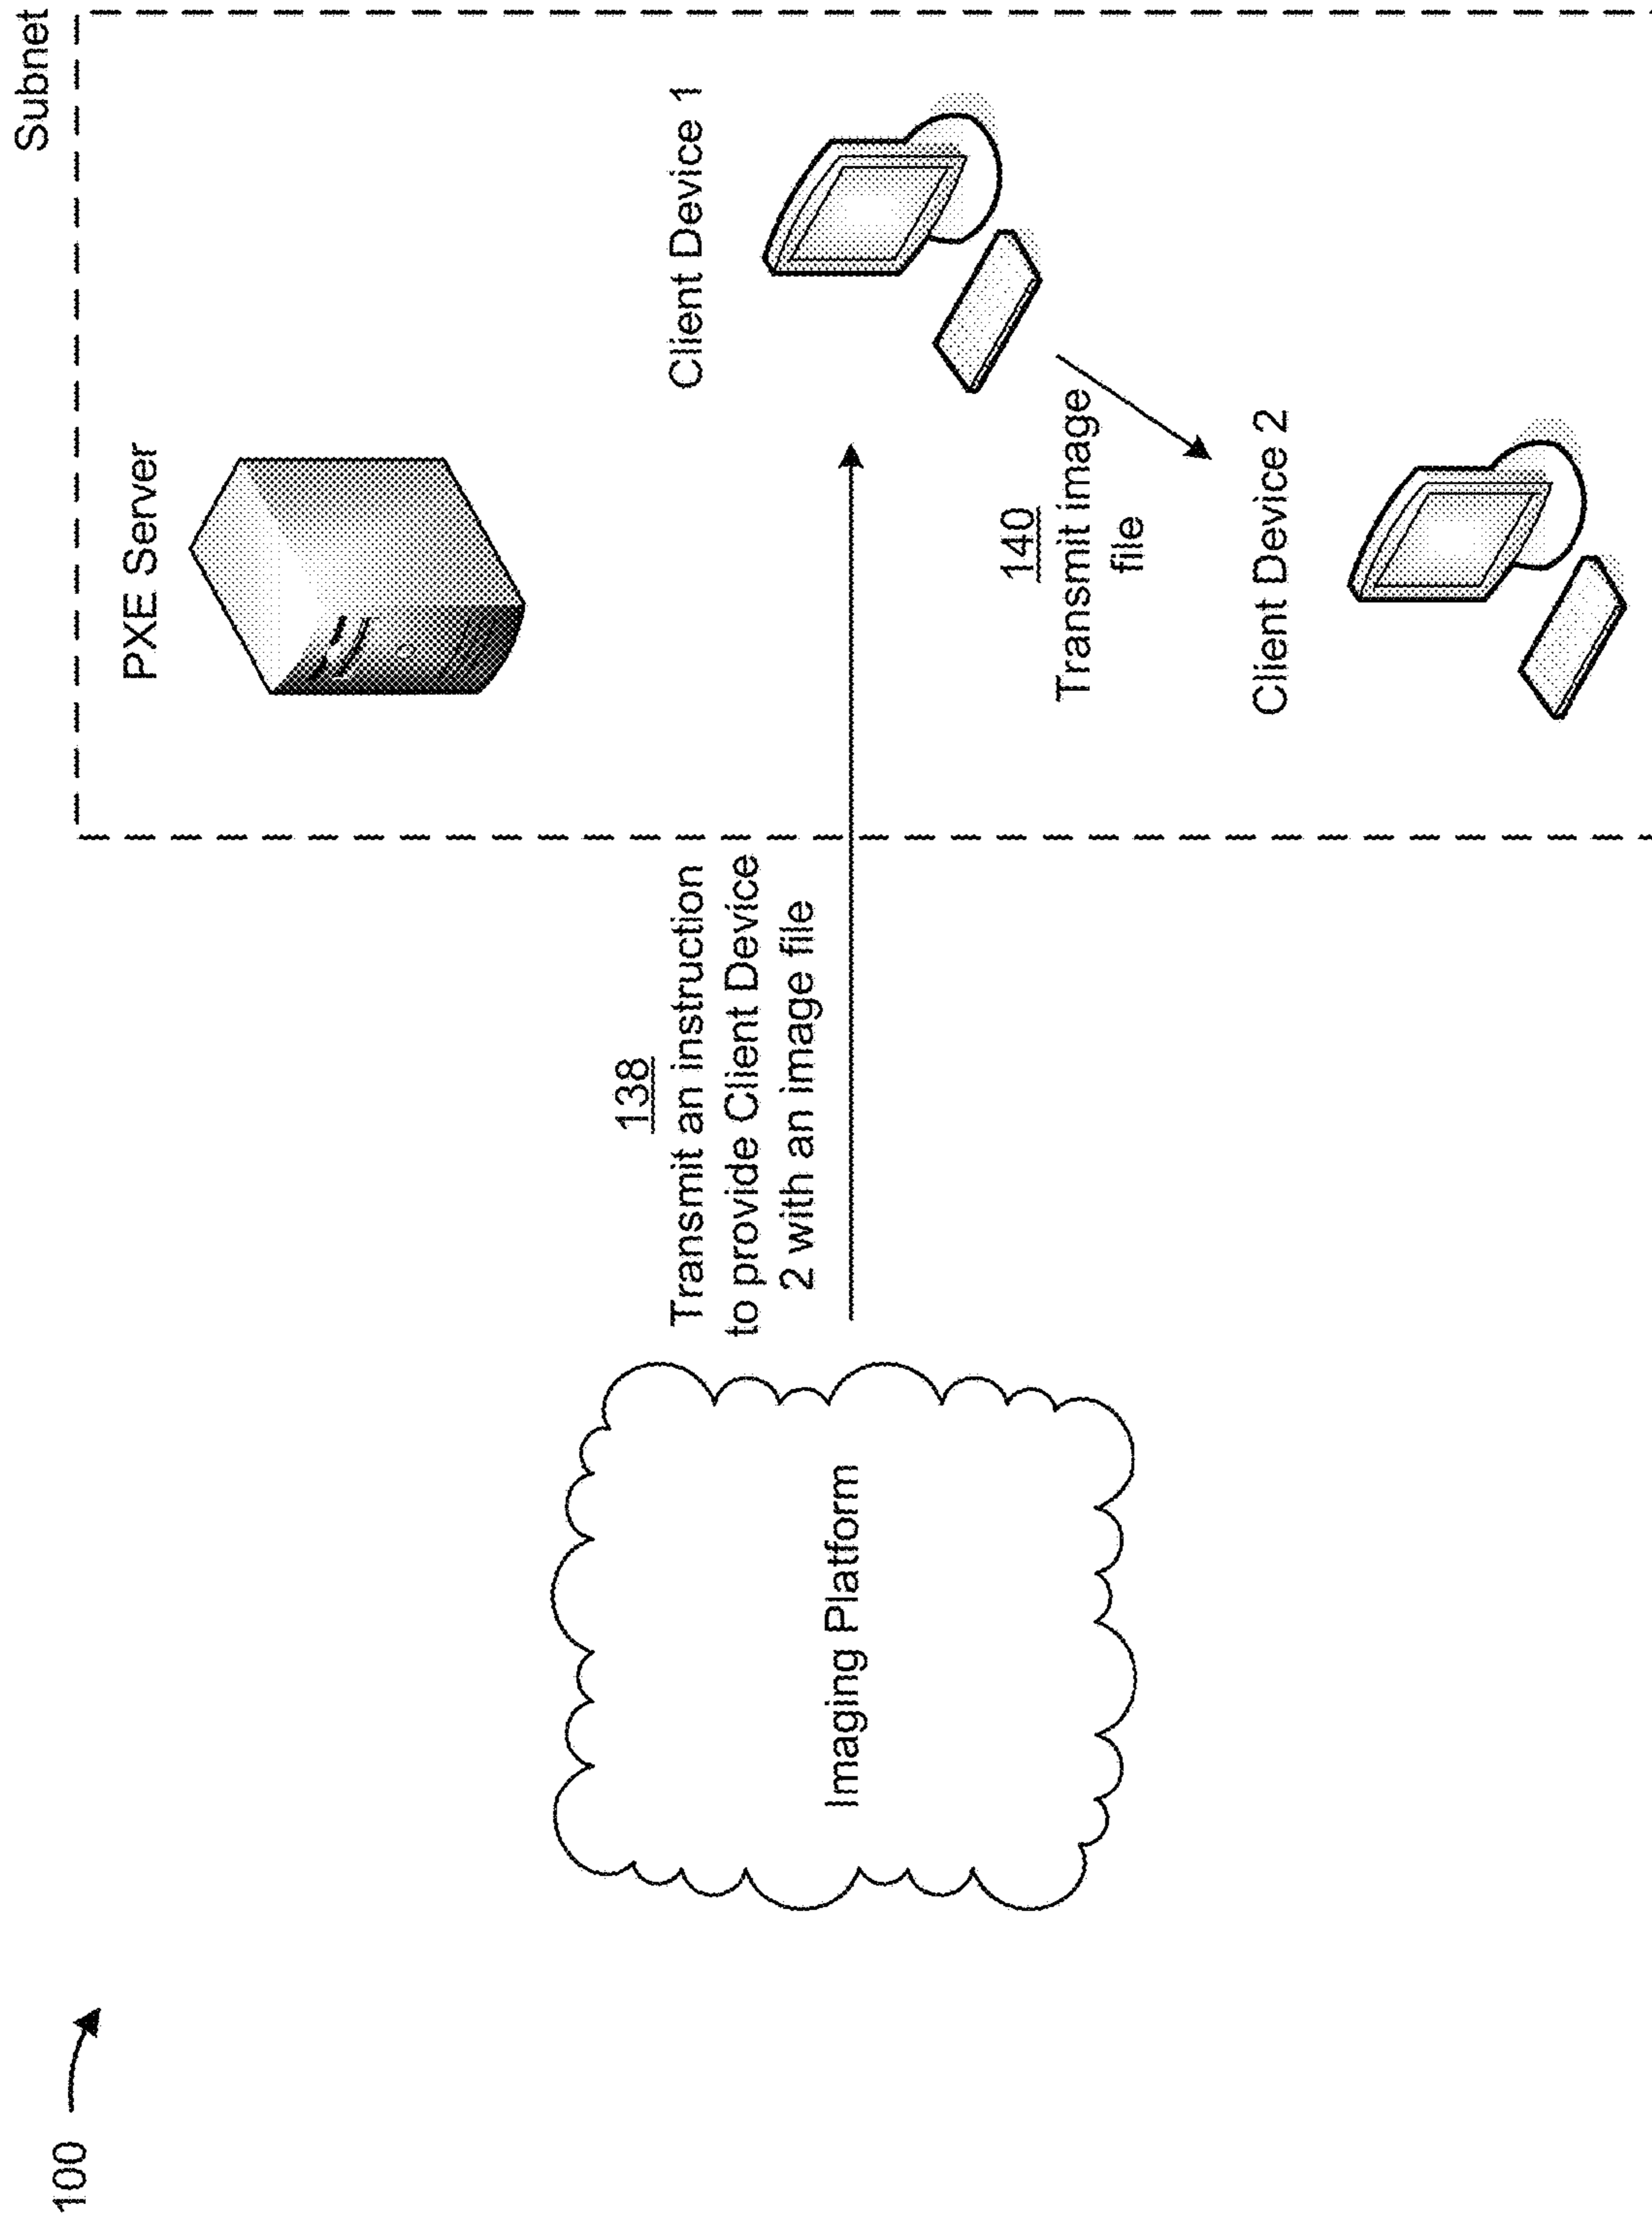 100
Subnet
PXE Server
138
Transmit an instruction
to provide Client Device
2 with an image file
Client Device 1
Imaging Platform
140
Transmit image
file
Client Device 2